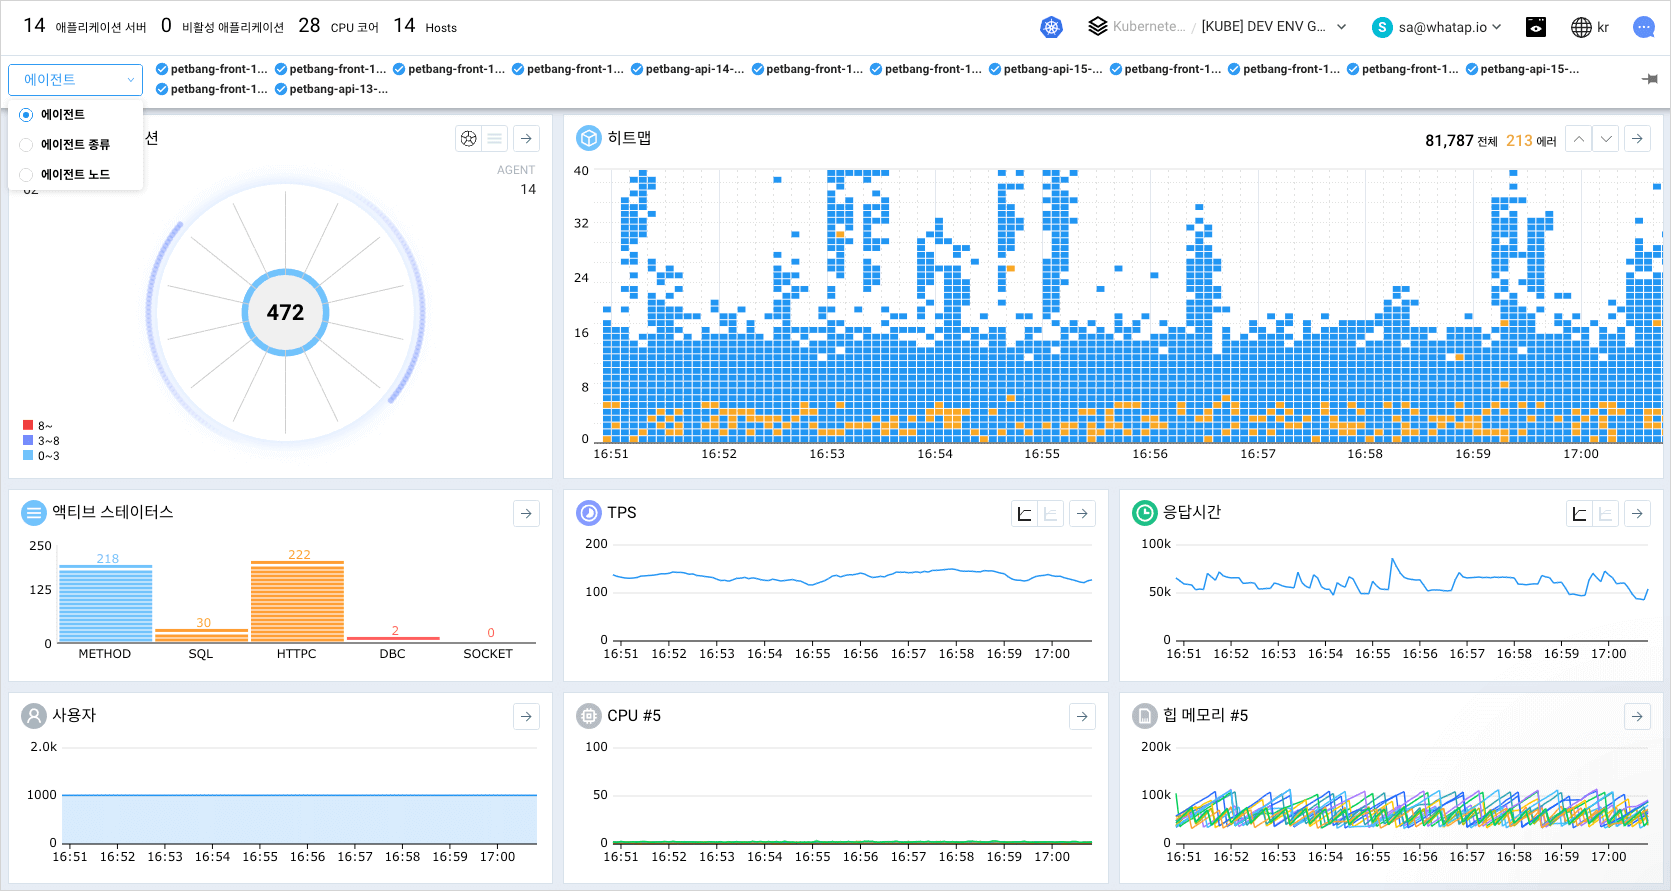 14 애플리케이션 서버 0 비활성 애플리케이션 28 CPU 코어 14 Hosts
Kubernete... / [KUBE] DEV ENV G...
S sa@whatap.io
kr
에이전트
petbang-front-1... petbang-front-1... petbang-front-1... petbang-front-1... petbang-api-14-... petbang-front-1... petbang-front-1... petbang-api-15-... petbang-front-1... petbang-front-1... petbang-front-1... petbang-api-15-...
petbang-front-1... petbang-api-13-...
에이전트
에이전트 종류
에이전트 노드
션
AGENT
14
472
8~
3~8
0~3
히트맵
81,787 전체 213 에러
40
32
24
16
8
0
16:51 16:52 16:53 16:54 16:55 16:56 16:57 16:58 16:59 17:00
액티브 스테이터스
250
125
0
218 30 222 2 0
METHOD SQL HTTPC DBC SOCKET
TPS
200
100
0
16:51 16:52 16:53 16:54 16:55 16:56 16:57 16:58 16:59 17:00
응답시간
100k
50k
0
16:51 16:52 16:53 16:54 16:55 16:56 16:57 16:58 16:59 17:00
사용자
2.0k
1000
0
16:51 16:52 16:53 16:54 16:55 16:56 16:57 16:58 16:59 17:00
CPU #5
100
50
0
16:51 16:52 16:53 16:54 16:55 16:56 16:57 16:58 16:59 17:00
힙 메모리 #5
200k
100k
0
16:51 16:52 16:53 16:54 16:55 16:56 16:57 16:58 16:59 17:00